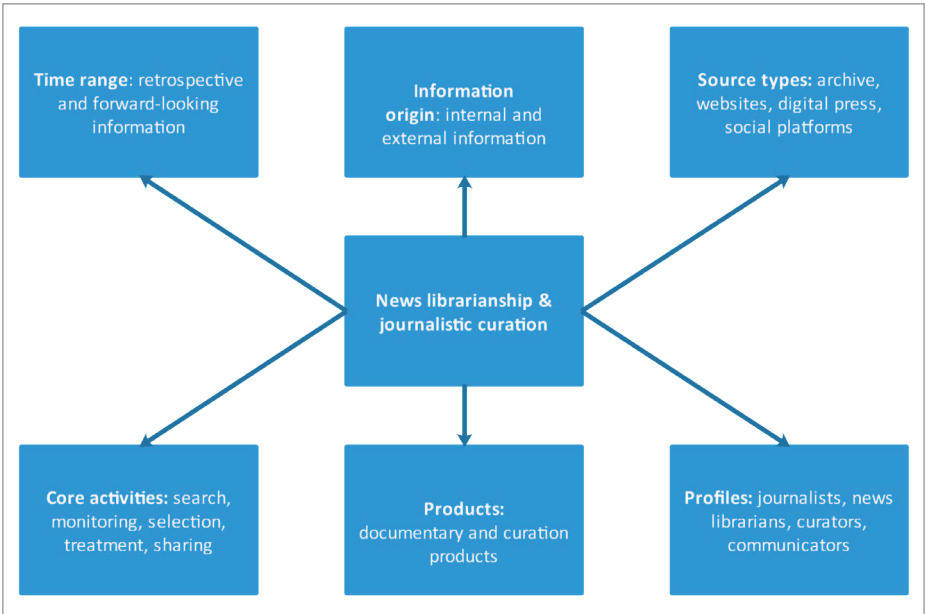 Time range: retrospective
and forward-looking
information
Information
origin: internal and
external information
Source types: archive,
websites, digital press,
social platforms
News librarianship &
journalistic curation
Core activities: search,
monitoring, selection,
treatment, sharing
Products:
documentary and curation
products
Profiles: journalists, news
librarians, curators,
communicators